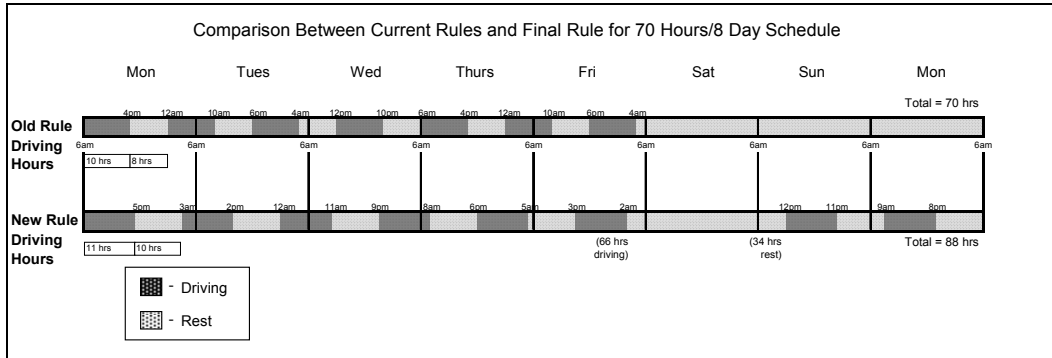 Comparison Between Current Rules and Final Rule for 70 Hours/8 Day Schedule
Mon Tues Wed Thurs Fri Sat Sun Mon
Total = 70 hrs
4pm 12am 10am 6pm 4am 12pm 10pm 6am 4pm 12am 10am 6pm 4am
Old Rule
Driving
Hours
6am 6am 6am 6am 6am 6am 6am 6am 6am
10 hrs 8 hrs
5pm 3am 2pm 12am 11am 9pm 8am 6pm 5am 3pm 2am 12pm 11pm 9am 8pm
New Rule
Driving
Hours
11 hrs 10 hrs
(66 hrs
driving)
(34 hrs
rest)
Total = 88 hrs
- Driving
- Rest